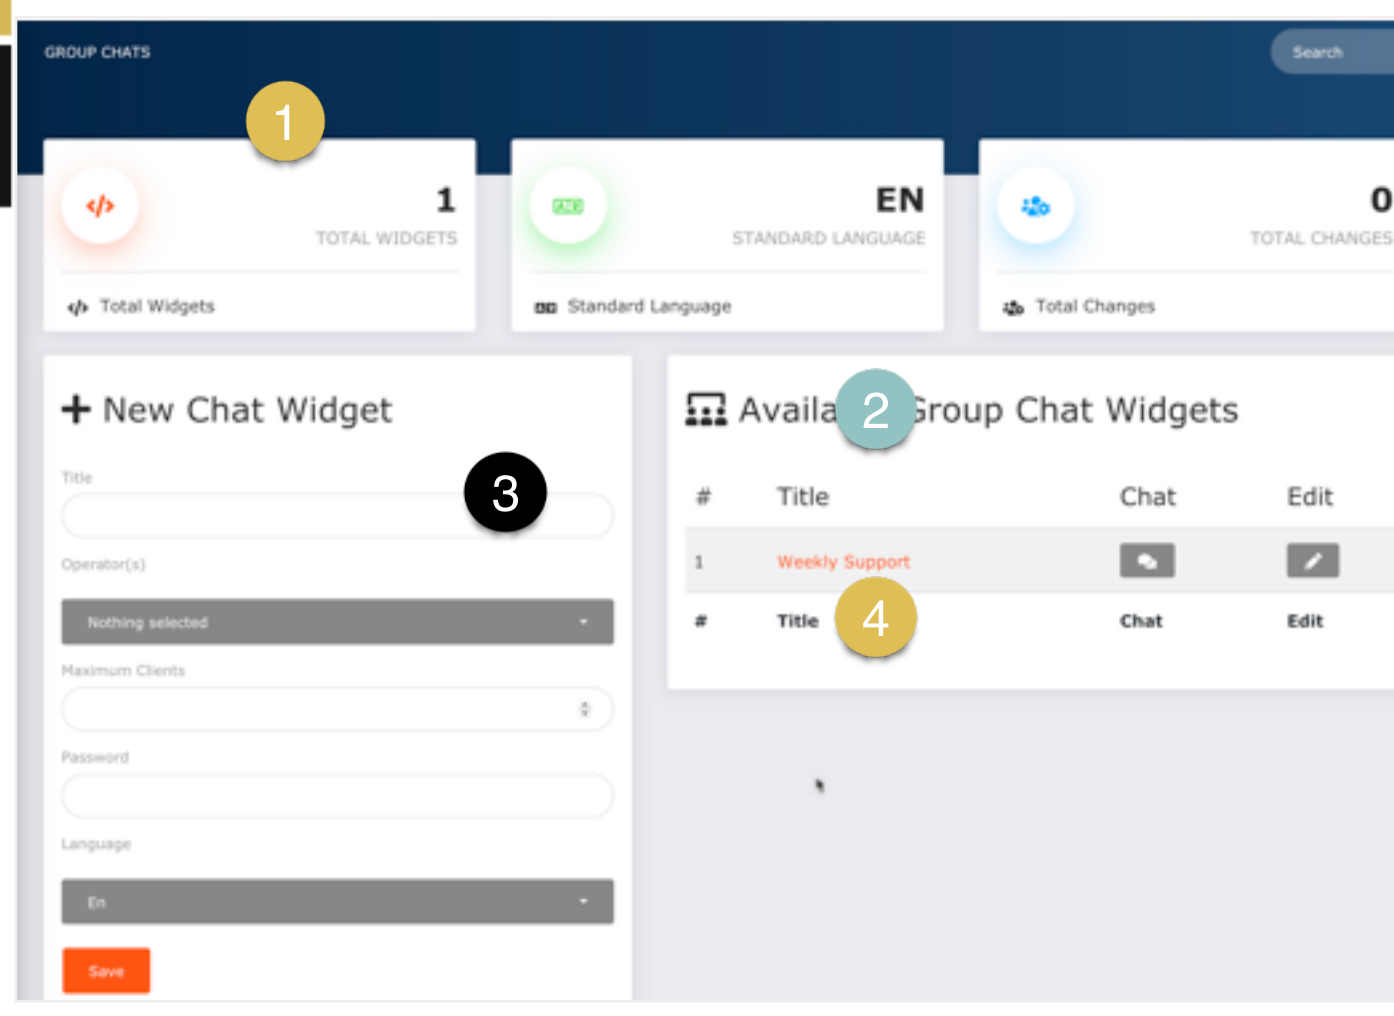 GROUP CHATS
Search
1
1
TOTAL WIDGETS
Total Widgets
EN
STANDARD LANGUAGE
Standard Language
0
TOTAL CHANGES
Total Changes
New Chat Widget
Title
3
Operator(s)
Nothing selected
Maximum Clients
Password
Language
En
Save
Availa 2 Group Chat Widgets
# Title Chat Edit
1 Weekly Support
# Title 4 Chat Edit